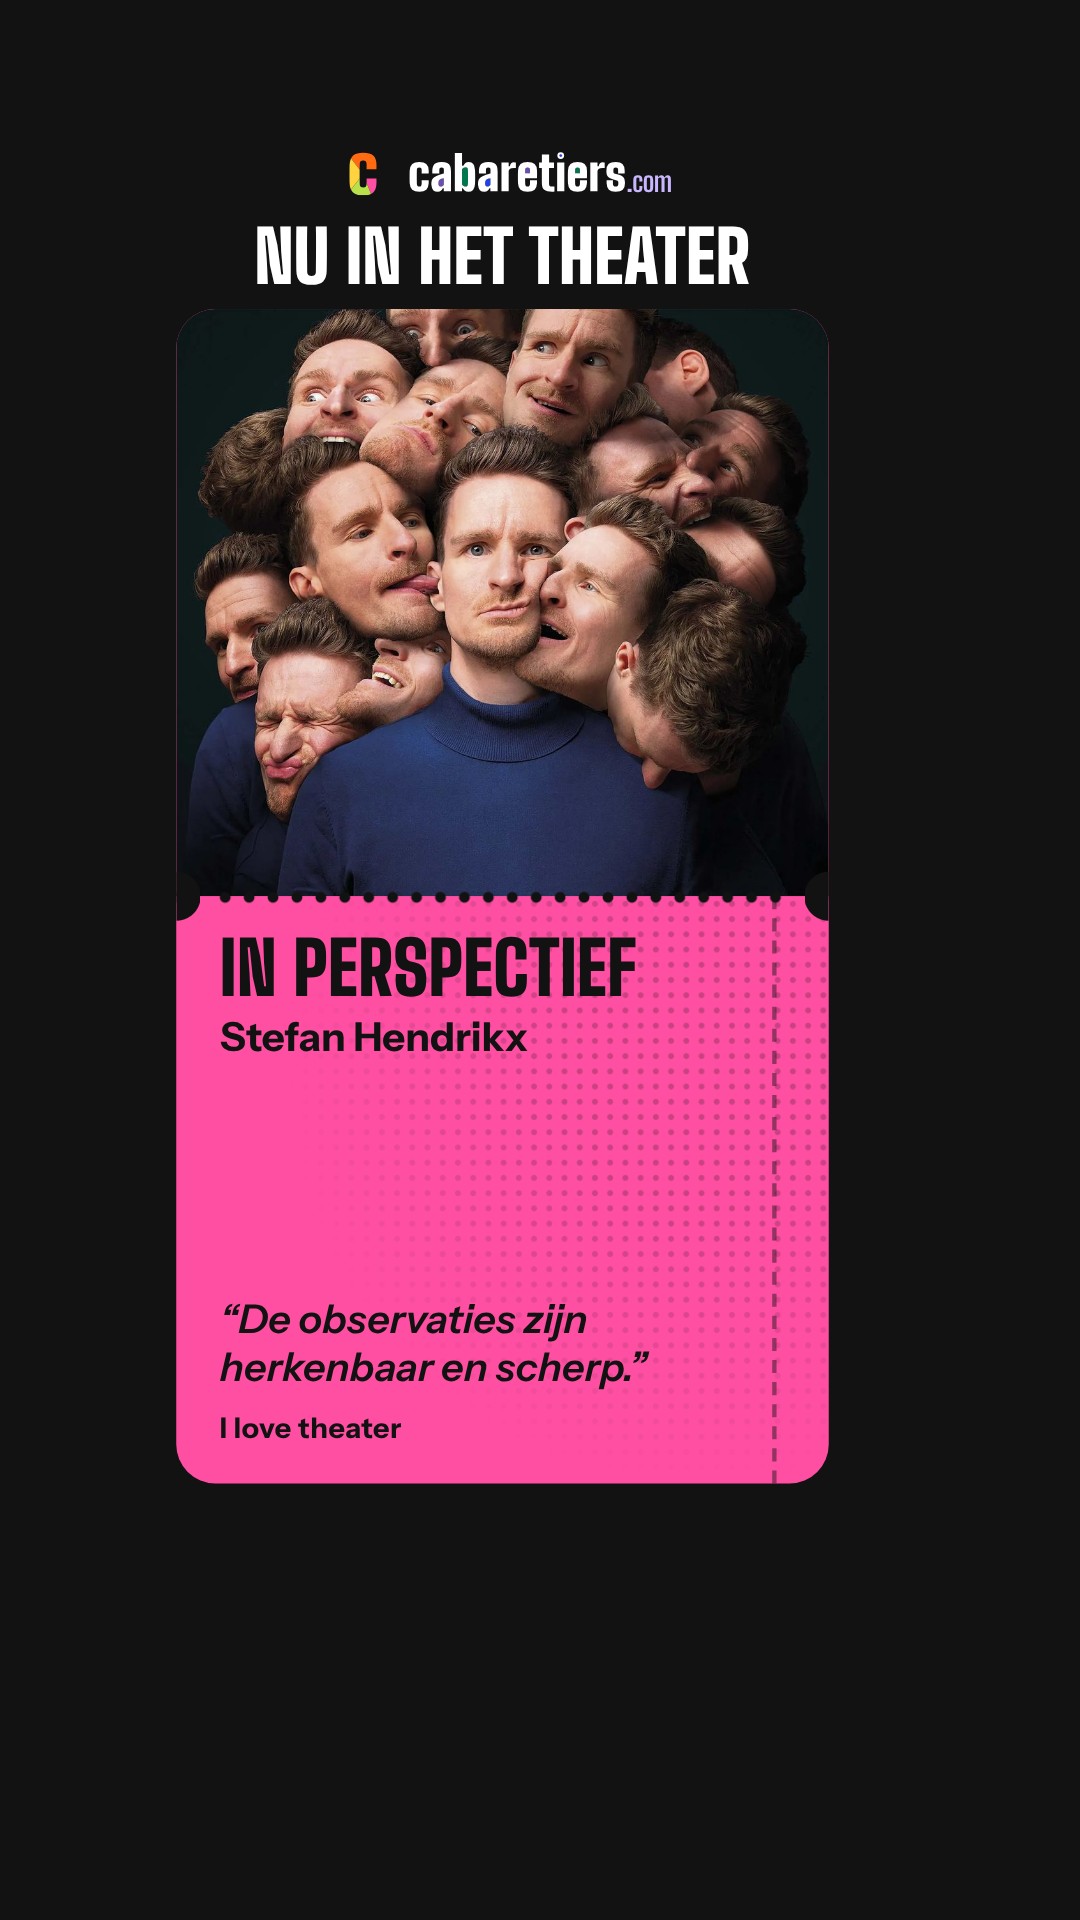 C cabaretiers.com
NU IN HET THEATER
IN PERSPECTIEF
Stefan Hendrikx
“De observaties zijn
herkenbaar en scherp.”
I love theater